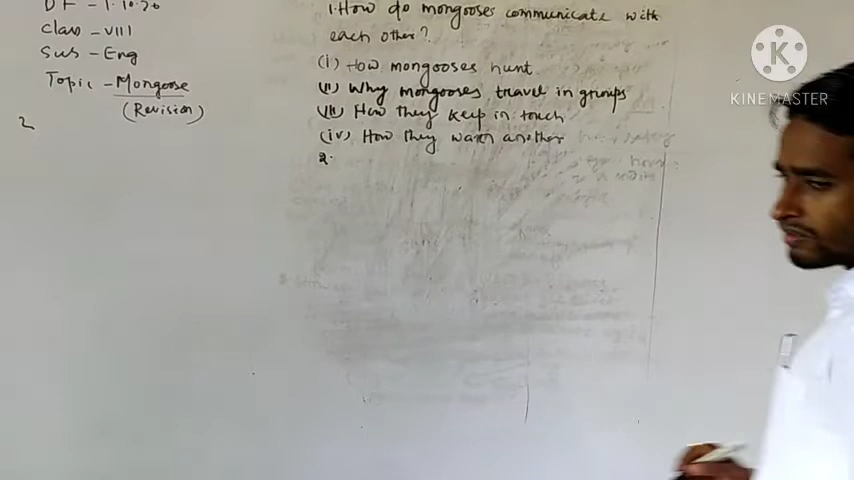 DT - 1.10.20
Class - VIII
Sub - Eng
Topic - Mongoose
(Revision)
2
1. How do mongooses communicate with
each other?
(i) How mongooses hunt
(ii) Why mongooses travel in groups
(iii) How they keep in touch
(iv) How they warn another
2.
KINEMASTER